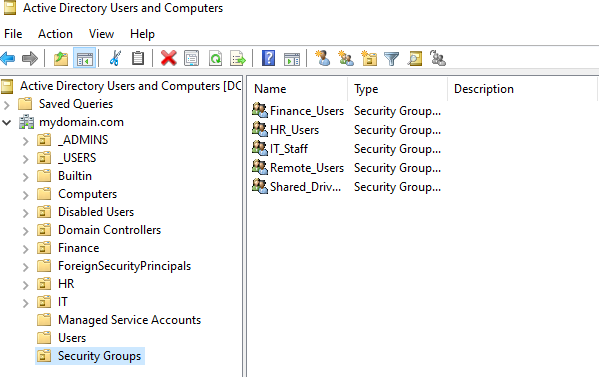 Active Directory Users and Computers
File Action View Help
Active Directory Users and Computers [DC
Saved Queries
mydomain.com
_ADMINS
_USERS
Builtin
Computers
Disabled Users
Domain Controllers
Finance
ForeignSecurityPrincipals
HR
IT
Managed Service Accounts
Users
Security Groups
Name Type Description
Finance_Users Security Group...
HR_Users Security Group...
IT_Staff Security Group...
Remote_Users Security Group...
Shared_Driv... Security Group...